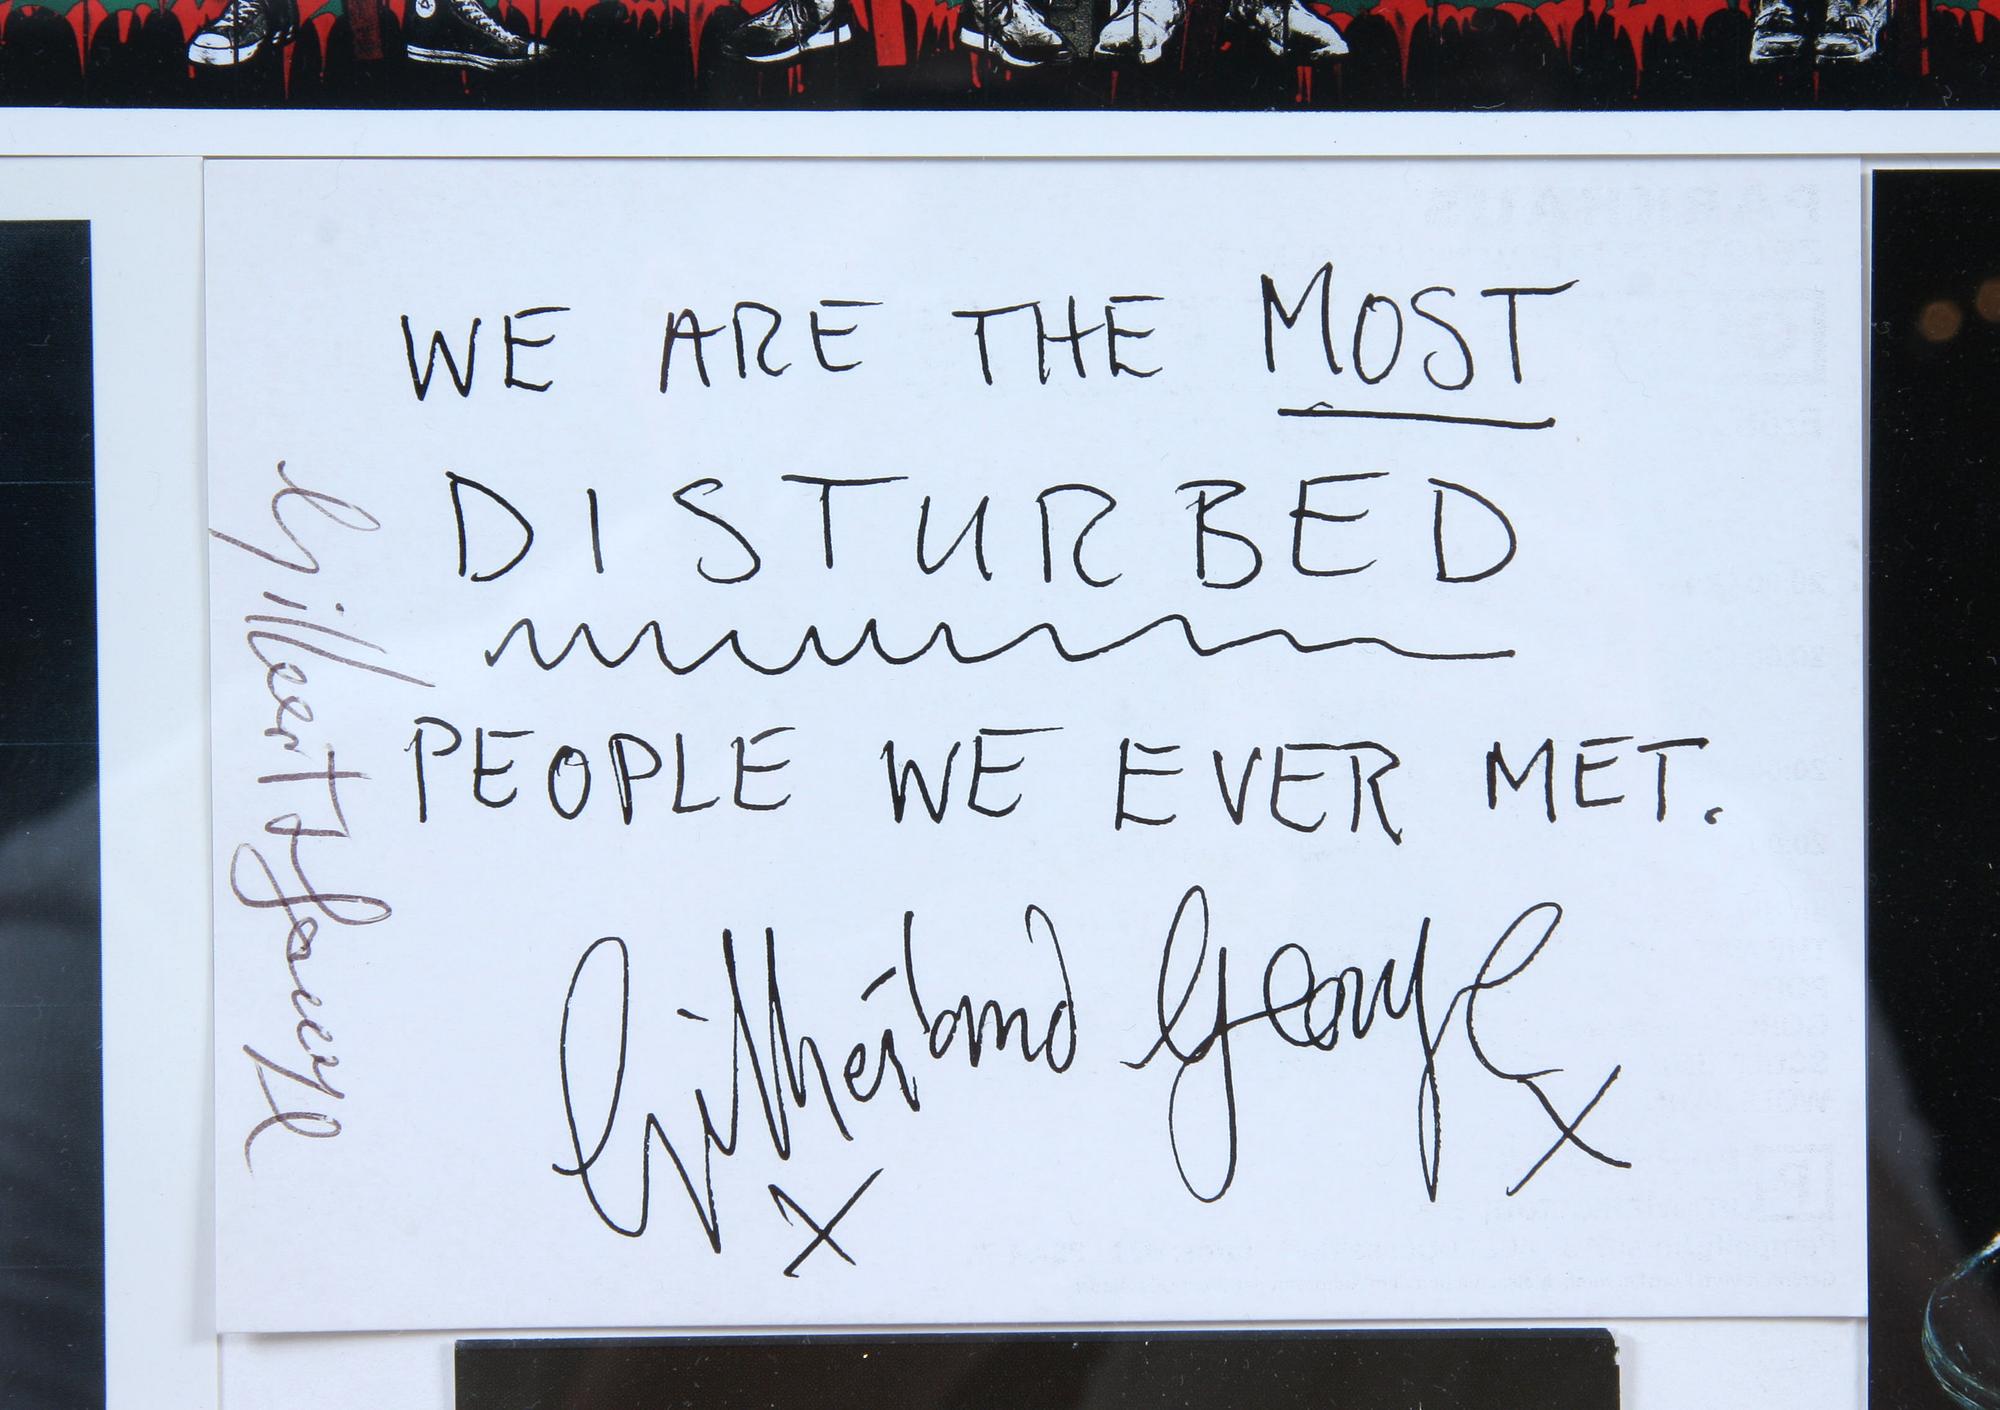 WE ARE THE MOST
DISTURBED
PEOPLE WE EVER MET.
Gilbert and George
X X
Gilbert & George